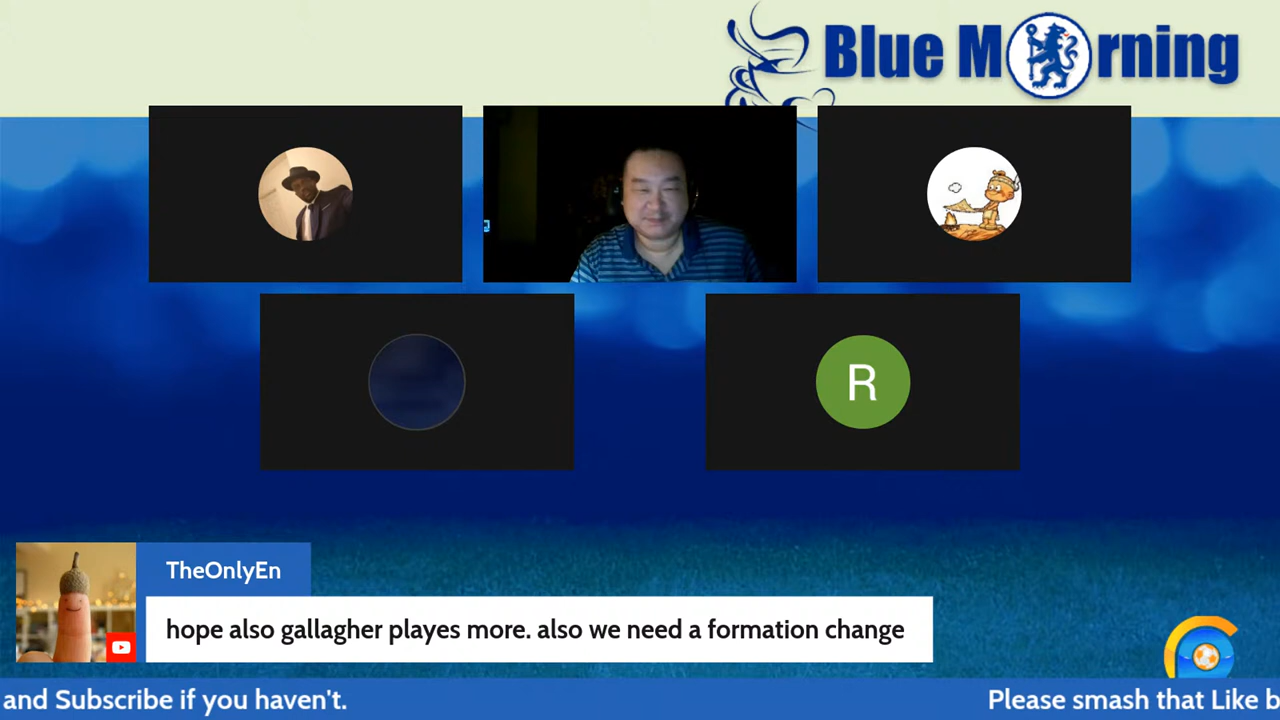 Blue Morning
R
TheOnlyEn
hope also gallagher playes more. also we need a formation change
and Subscribe if you haven't.
Please smash that Like b